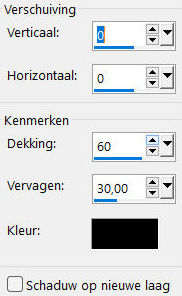 Verschuiving
Verticaal: 0
Horizontaal: 0
Kenmerken
Dekking: 60
Vervagen: 30,00
Kleur:
Schaduw op nieuwe laag